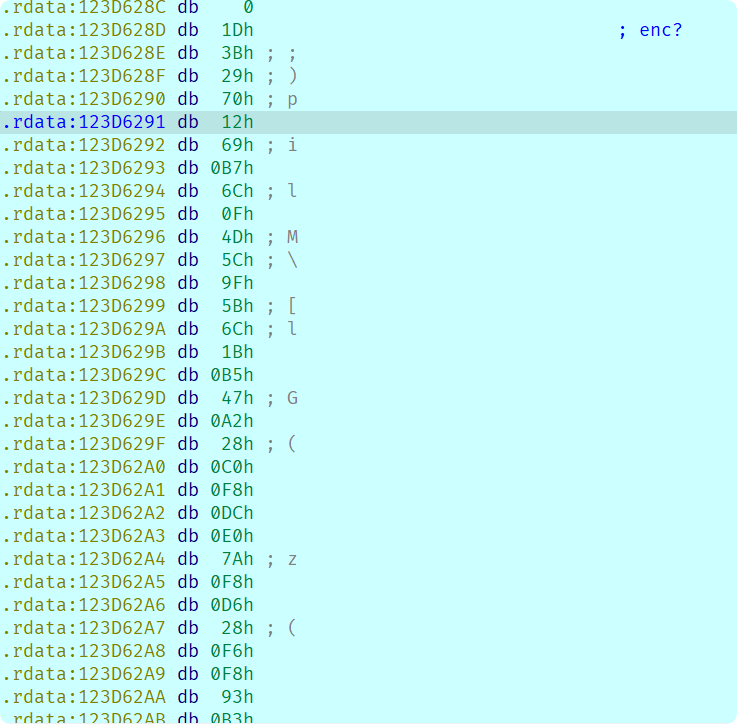 .rdata:123D628C db    0
.rdata:123D628D db  1Dh                                  ; enc?
.rdata:123D628E db  3Bh ; ;
.rdata:123D628F db  29h ; )
.rdata:123D6290 db  70h ; p
.rdata:123D6291 db  12h
.rdata:123D6292 db  69h ; i
.rdata:123D6293 db 0B7h
.rdata:123D6294 db  6Ch ; l
.rdata:123D6295 db  0Fh
.rdata:123D6296 db  4Dh ; M
.rdata:123D6297 db  5Ch ; \
.rdata:123D6298 db  9Fh
.rdata:123D6299 db  5Bh ; [
.rdata:123D629A db  6Ch ; l
.rdata:123D629B db  1Bh
.rdata:123D629C db 0B5h
.rdata:123D629D db  47h ; G
.rdata:123D629E db 0A2h
.rdata:123D629F db  28h ; (
.rdata:123D62A0 db 0C0h
.rdata:123D62A1 db 0F8h
.rdata:123D62A2 db 0DCh
.rdata:123D62A3 db 0E0h
.rdata:123D62A4 db  7Ah ; z
.rdata:123D62A5 db 0F8h
.rdata:123D62A6 db 0D6h
.rdata:123D62A7 db  28h ; (
.rdata:123D62A8 db 0F6h
.rdata:123D62A9 db 0F8h
.rdata:123D62AA db  93h
.rdata:123D62AB db 0B3h